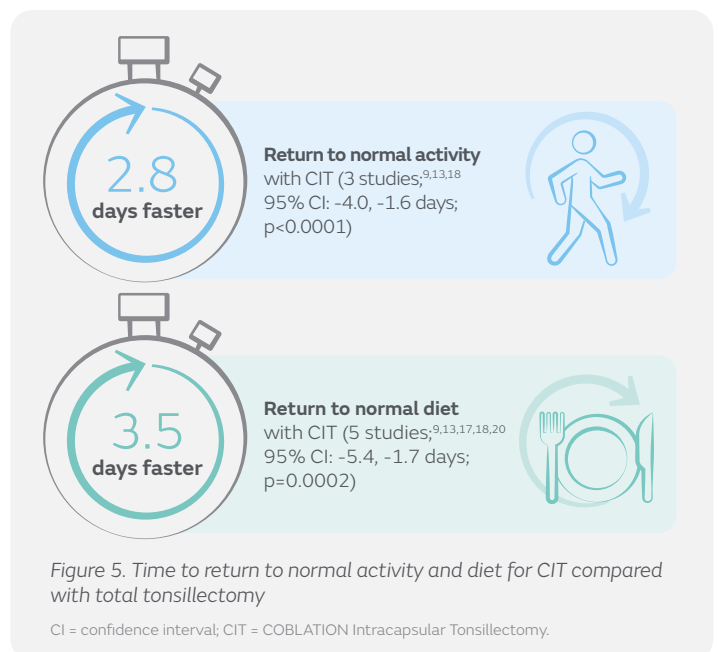 2.8
days faster
Return to normal activity
with CIT (3 studies;9,13,18
95% CI: -4.0, -1.6 days;
p<0.0001)
3.5
days faster
Return to normal diet
with CIT (5 studies;9,13,17,18,20
95% CI: -5.4, -1.7 days;
p=0.0002)
Figure 5. Time to return to normal activity and diet for CIT compared
with total tonsillectomy
CI = confidence interval; CIT = COBLATION Intracapsular Tonsillectomy.